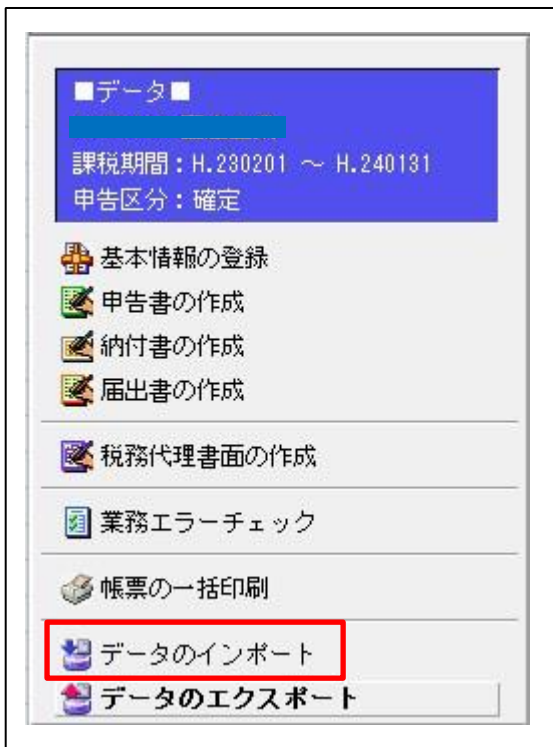 ■データ■
課税期間：H.230201 ～ H.240131
申告区分：確定
基本情報の登録
申告書の作成
納付書の作成
届出書の作成
税務代理書面の作成
業務エラーチェック
帳票の一括印刷
データのインポート
データのエクスポート